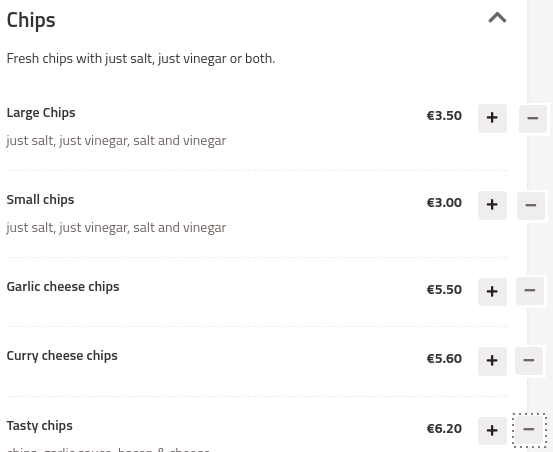 Chips
Fresh chips with just salt, just vinegar or both.
Large Chips
€3.50
+
−
just salt, just vinegar, salt and vinegar
Small chips
€3.00
+
−
just salt, just vinegar, salt and vinegar
Garlic cheese chips
€5.50
+
−
Curry cheese chips
€5.60
+
−
Tasty chips
€6.20
+
−
chips, garlic sauce, bacon & cheese